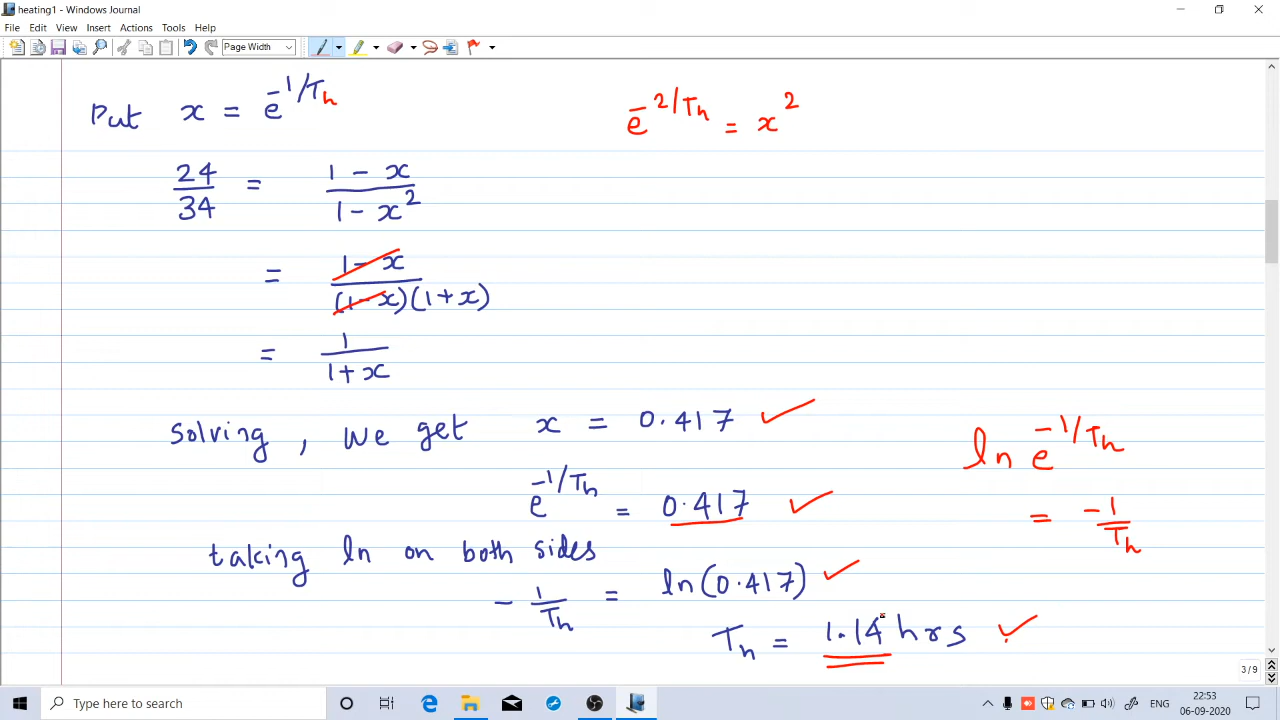 heating1 - Windows Journal
File Edit View Insert Actions Tools Help
Page Width
Put x = e^-1/Th
e^-2/Th = x^2
24/34 = (1 - x)/(1 - x^2)
= (1 - x)/((1 - x)(1 + x))
= 1/(1 + x)
Solving, We get x = 0.417
e^-1/Th = 0.417
ln e^-1/Th
= -1/Th
taking ln on both sides
- 1/Th = ln(0.417)
Th = 1.14 hrs
3/9
Type here to search
ENG
22:53
06-09-2020